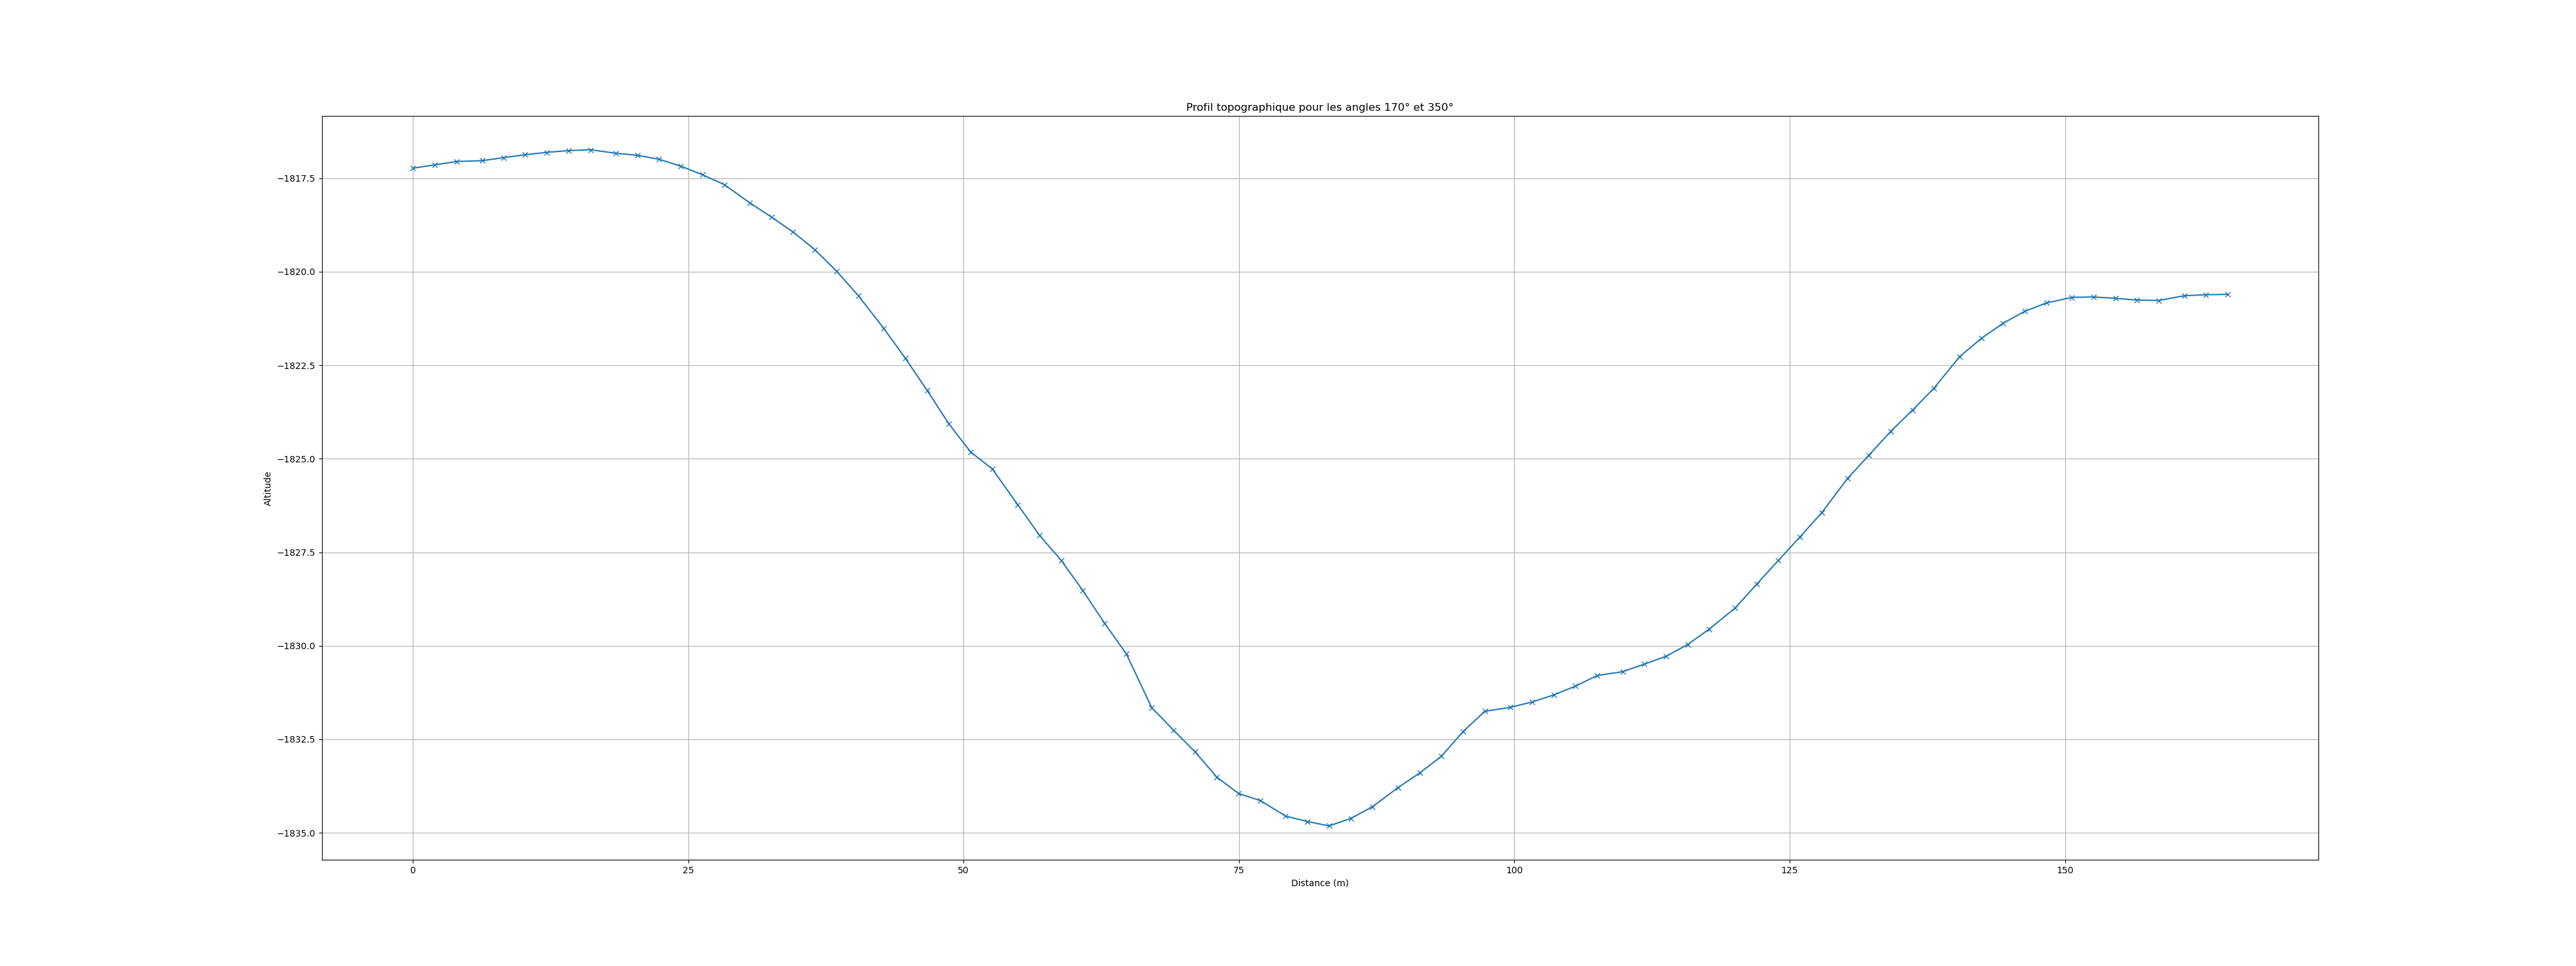 Profil topographique pour les angles 170° et 350°
Altitude
−1817.5
−1820.0
−1822.5
−1825.0
−1827.5
−1830.0
−1832.5
−1835.0
0 25 50 75 100 125 150
Distance (m)